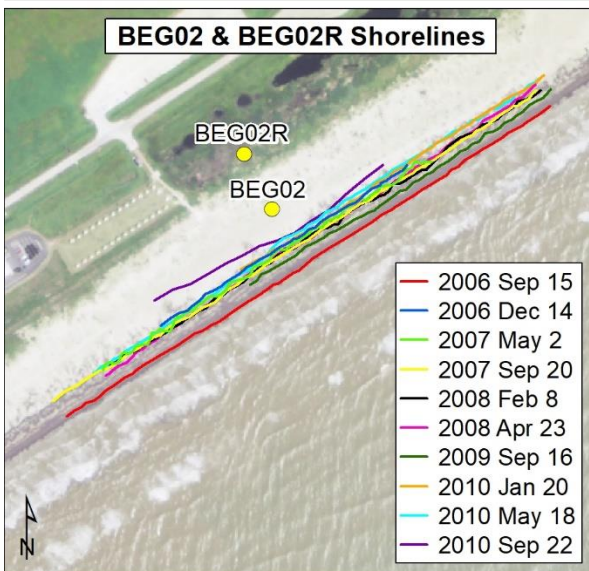 BEG02 & BEG02R Shorelines
BEG02R
BEG02
2006 Sep 15
2006 Dec 14
2007 May 2
2007 Sep 20
2008 Feb 8
2008 Apr 23
2009 Sep 16
2010 Jan 20
2010 May 18
2010 Sep 22
N